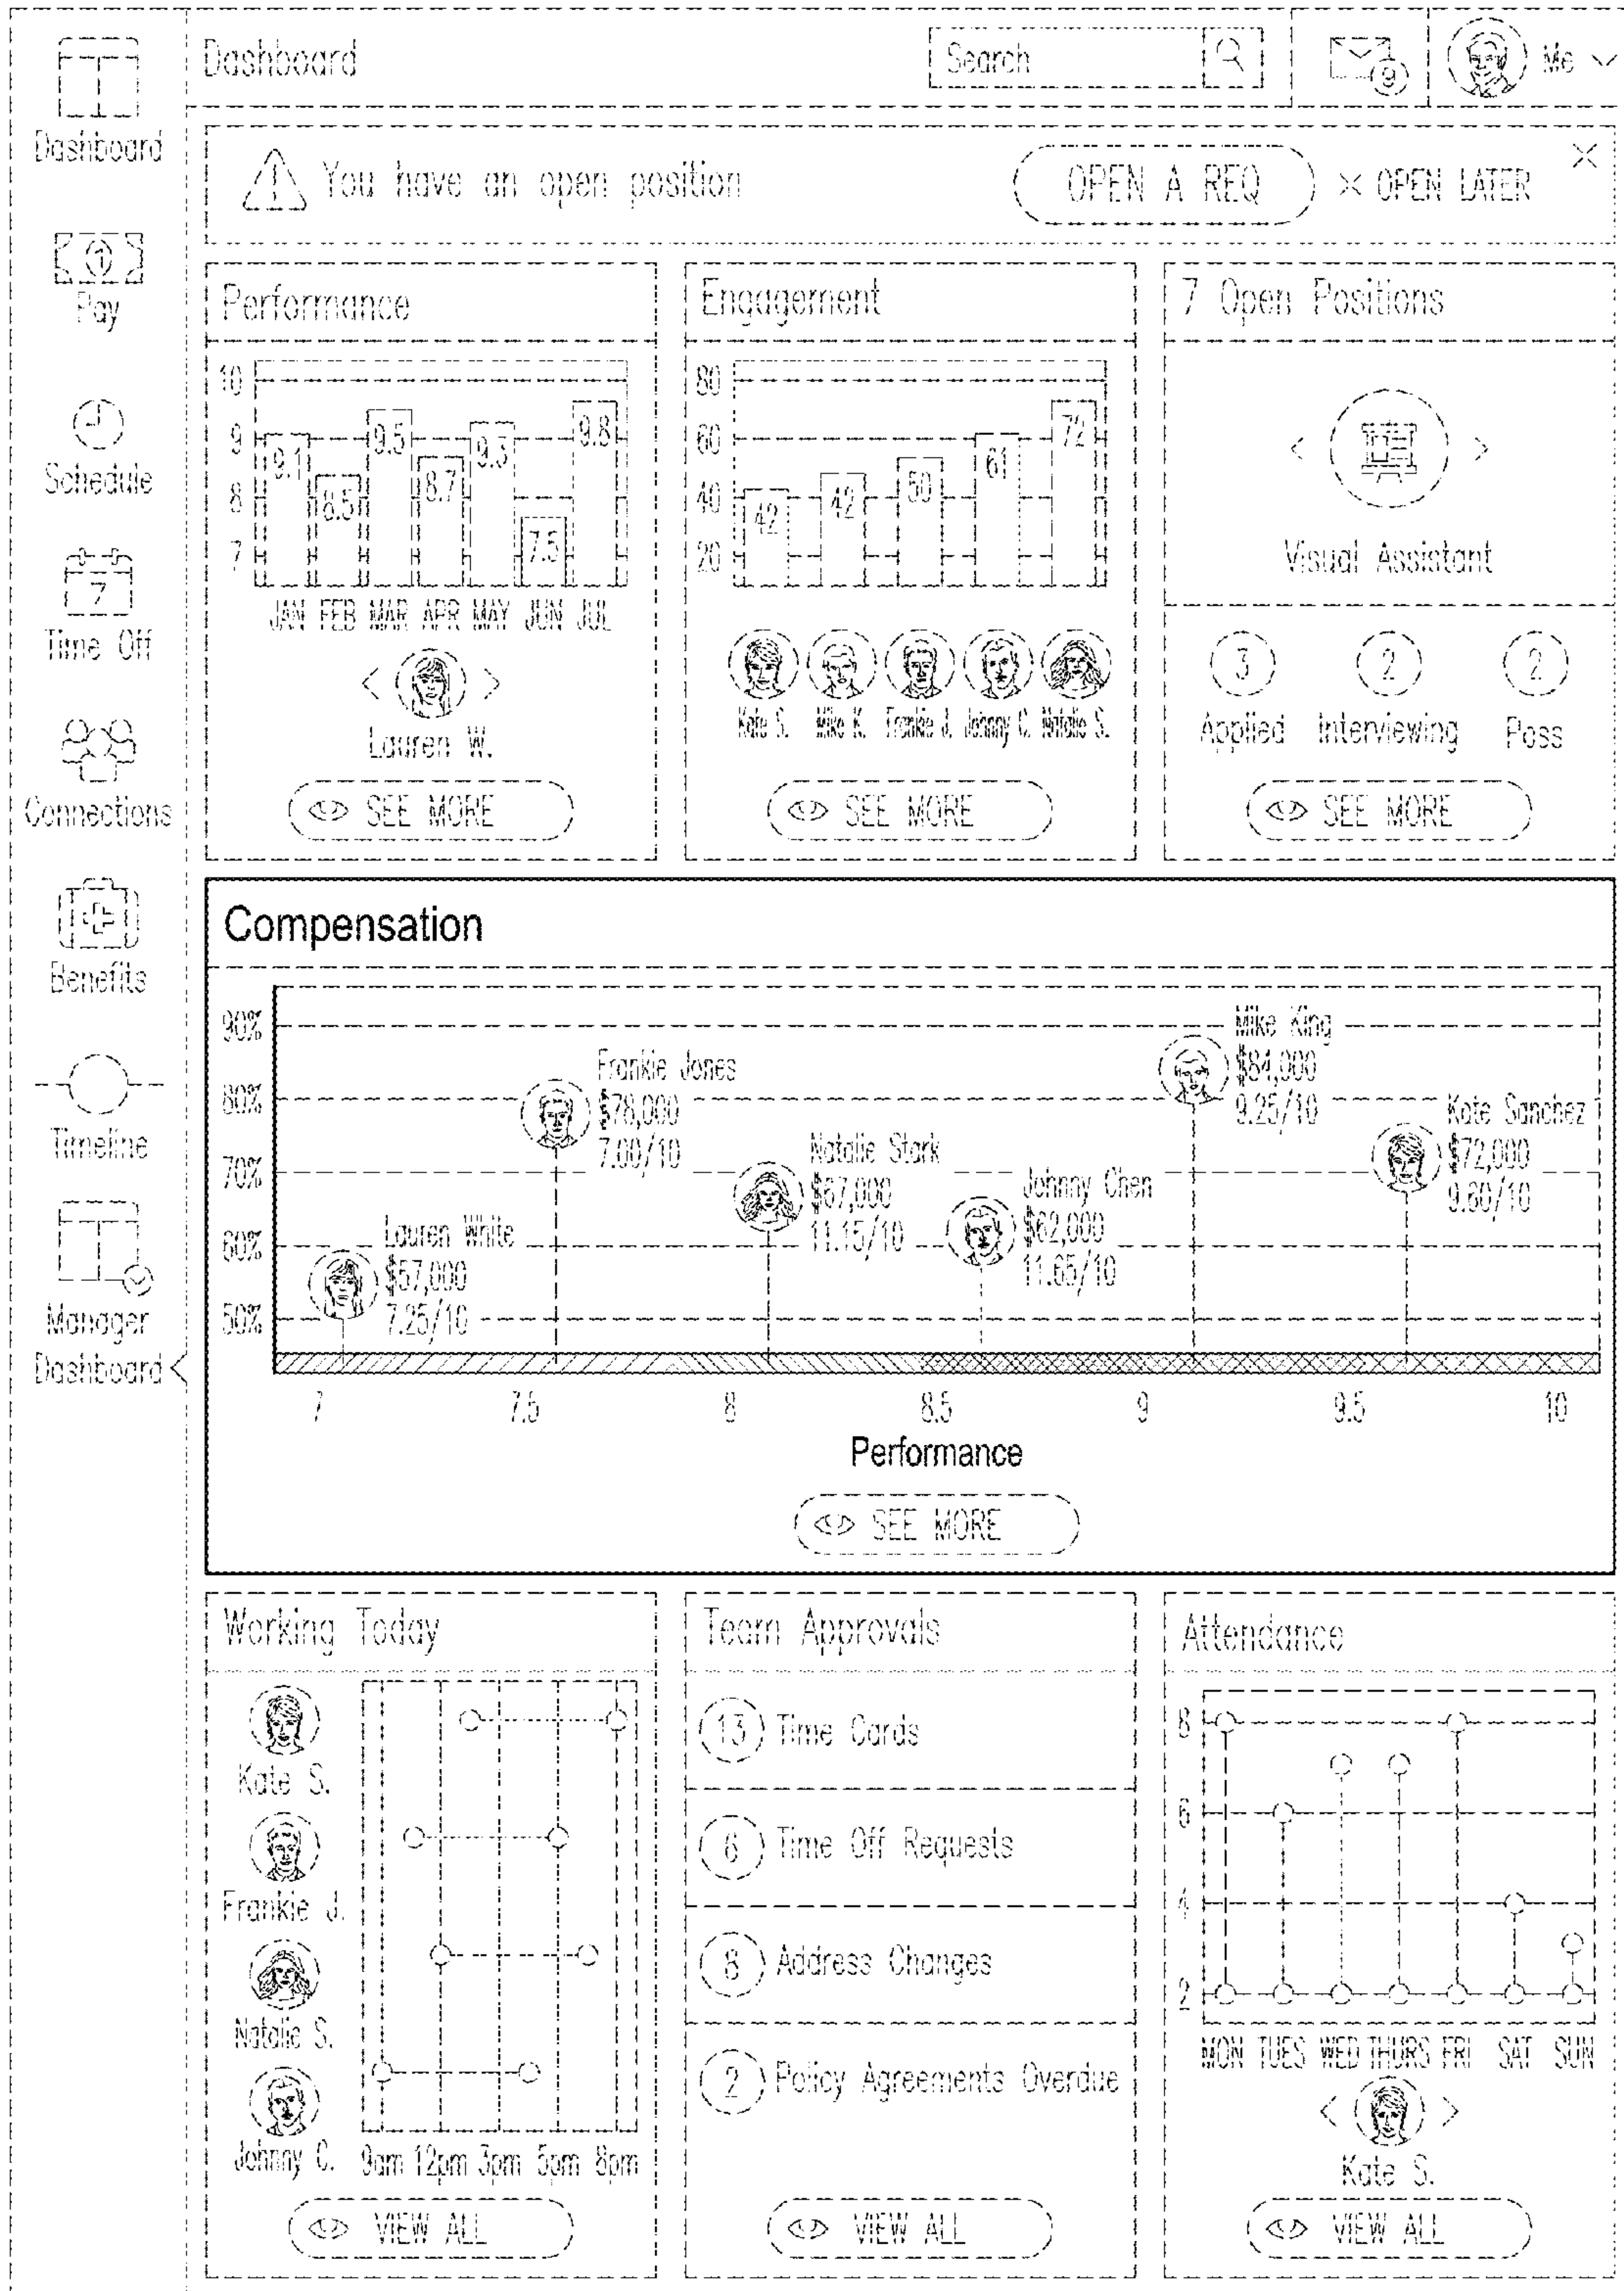 Dashboard
Pay
Schedule
7
Time Off
Connections
Benefits
Timeline
Manager
Dashboard
Dashboard
Search
9
Me
You have an open position
OPEN A REQ
OPEN LATER
Performance
10
9
8
7
9.1
8.5
9.5
8.7
9.3
7.5
9.8
JAN FEB MAR APR MAY JUN JUL
Lauren W.
SEE MORE
Engagement
80
60
40
20
42
42
50
61
72
Kate S. Mike K. Frankie J. Johnny C. Natalie S.
SEE MORE
7 Open Positions
Visual Assistant
3 2 2
Applied Interviewing Pass
SEE MORE
Compensation
90%
80%
70%
60%
50%
Lauren White
$57,000
7.25/10
Frankie Jones
$78,000
7.00/10
Natalie Stark
$67,000
11.15/10
Johnny Chen
$62,000
11.65/10
Mike King
$84,000
9.25/10
Kate Sanchez
$72,000
9.60/10
7 7.5 8 8.5 9 9.5 10
Performance
SEE MORE
Working Today
Kate S.
Frankie J.
Natalie S.
Johnny C.
9am 12pm 3pm 5pm 8pm
VIEW ALL
Team Approvals
13 Time Cards
6 Time Off Requests
8 Address Changes
2 Policy Agreements Overdue
VIEW ALL
Attendance
8
6
4
2
MON TUES WED THURS FRI SAT SUN
Kate S.
VIEW ALL